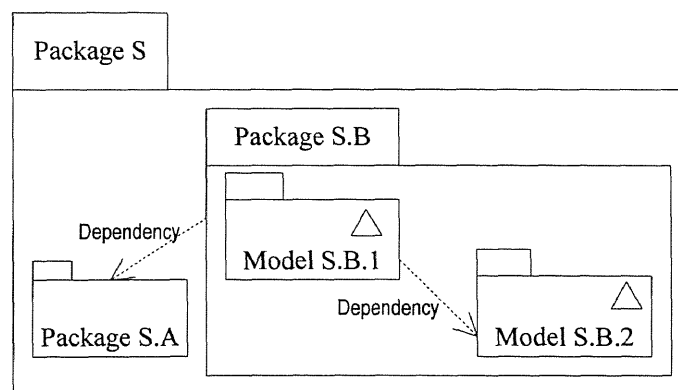 Package S
Package S.B
Dependency
Model S.B.1
Package S.A
Dependency
Model S.B.2